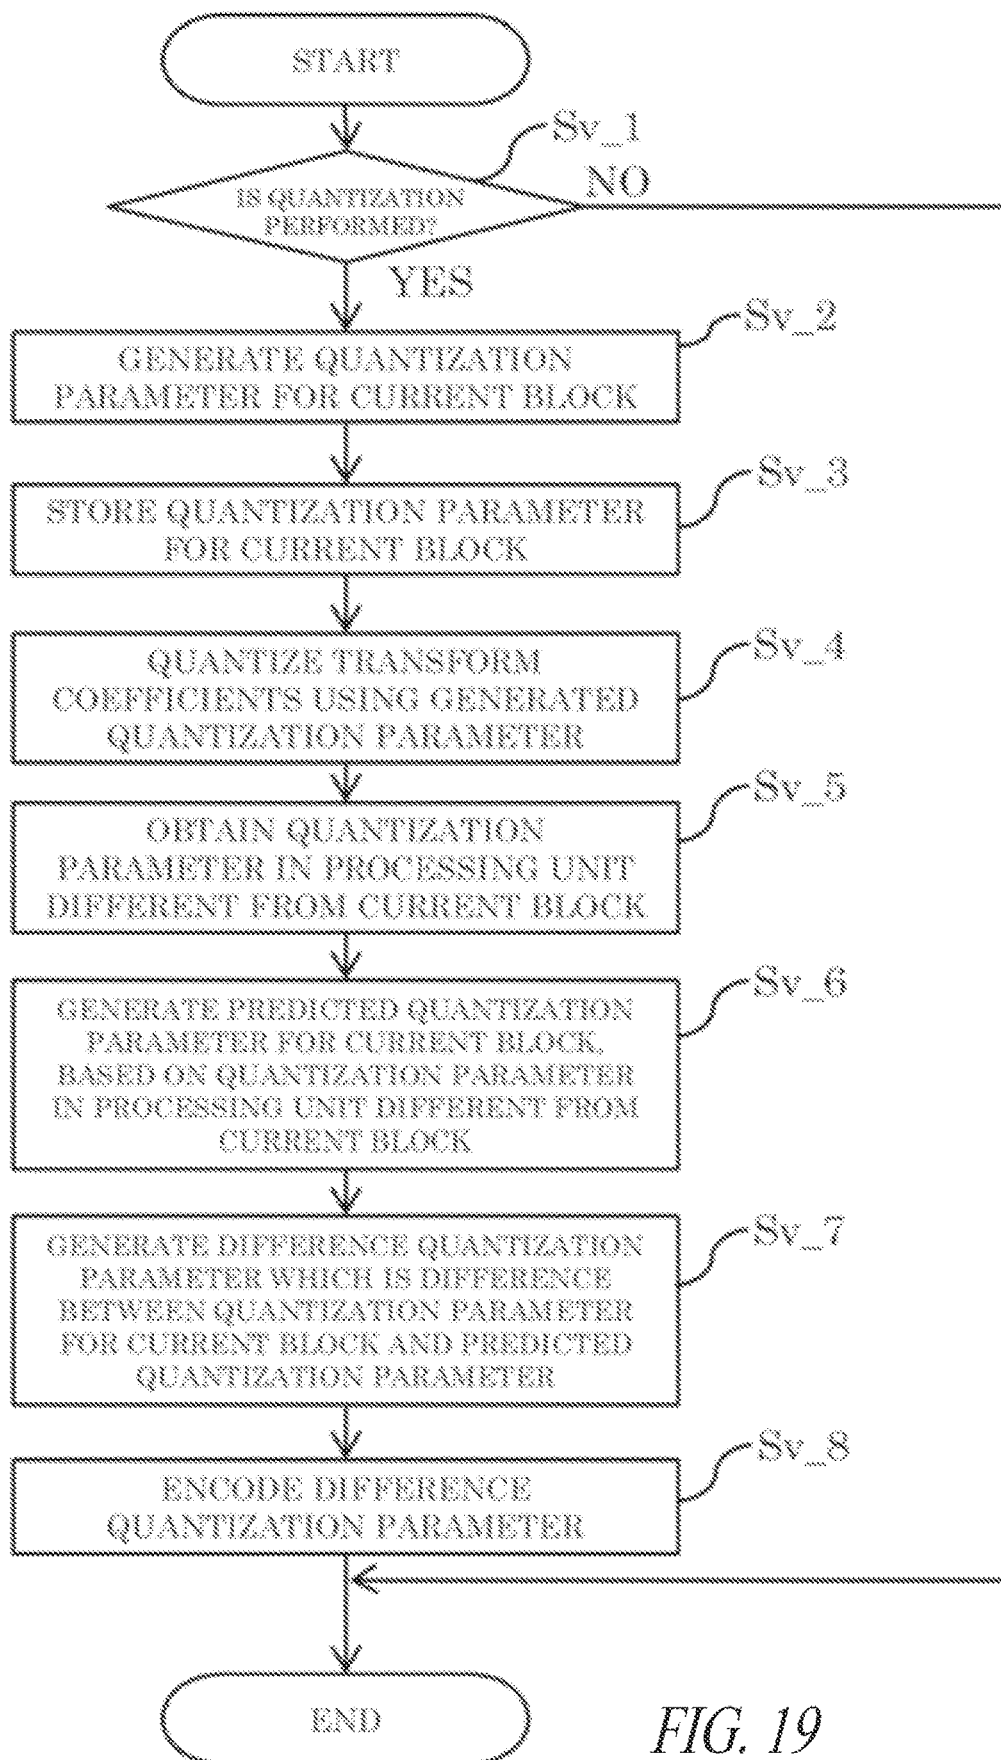 START
Sv_1
IS QUANTIZATION
PERFORMED?
NO
YES
Sv_2
GENERATE QUANTIZATION
PARAMETER FOR CURRENT BLOCK
Sv_3
STORE QUANTIZATION PARAMETER
FOR CURRENT BLOCK
Sv_4
QUANTIZE TRANSFORM
COEFFICIENTS USING GENERATED
QUANTIZATION PARAMETER
Sv_5
OBTAIN QUANTIZATION
PARAMETER IN PROCESSING UNIT
DIFFERENT FROM CURRENT BLOCK
Sv_6
GENERATE PREDICTED QUANTIZATION
PARAMETER FOR CURRENT BLOCK,
BASED ON QUANTIZATION PARAMETER
IN PROCESSING UNIT DIFFERENT FROM
CURRENT BLOCK
Sv_7
GENERATE DIFFERENCE QUANTIZATION
PARAMETER WHICH IS DIFFERENCE
BETWEEN QUANTIZATION PARAMETER
FOR CURRENT BLOCK AND PREDICTED
QUANTIZATION PARAMETER
Sv_8
ENCODE DIFFERENCE
QUANTIZATION PARAMETER
END
FIG. 19